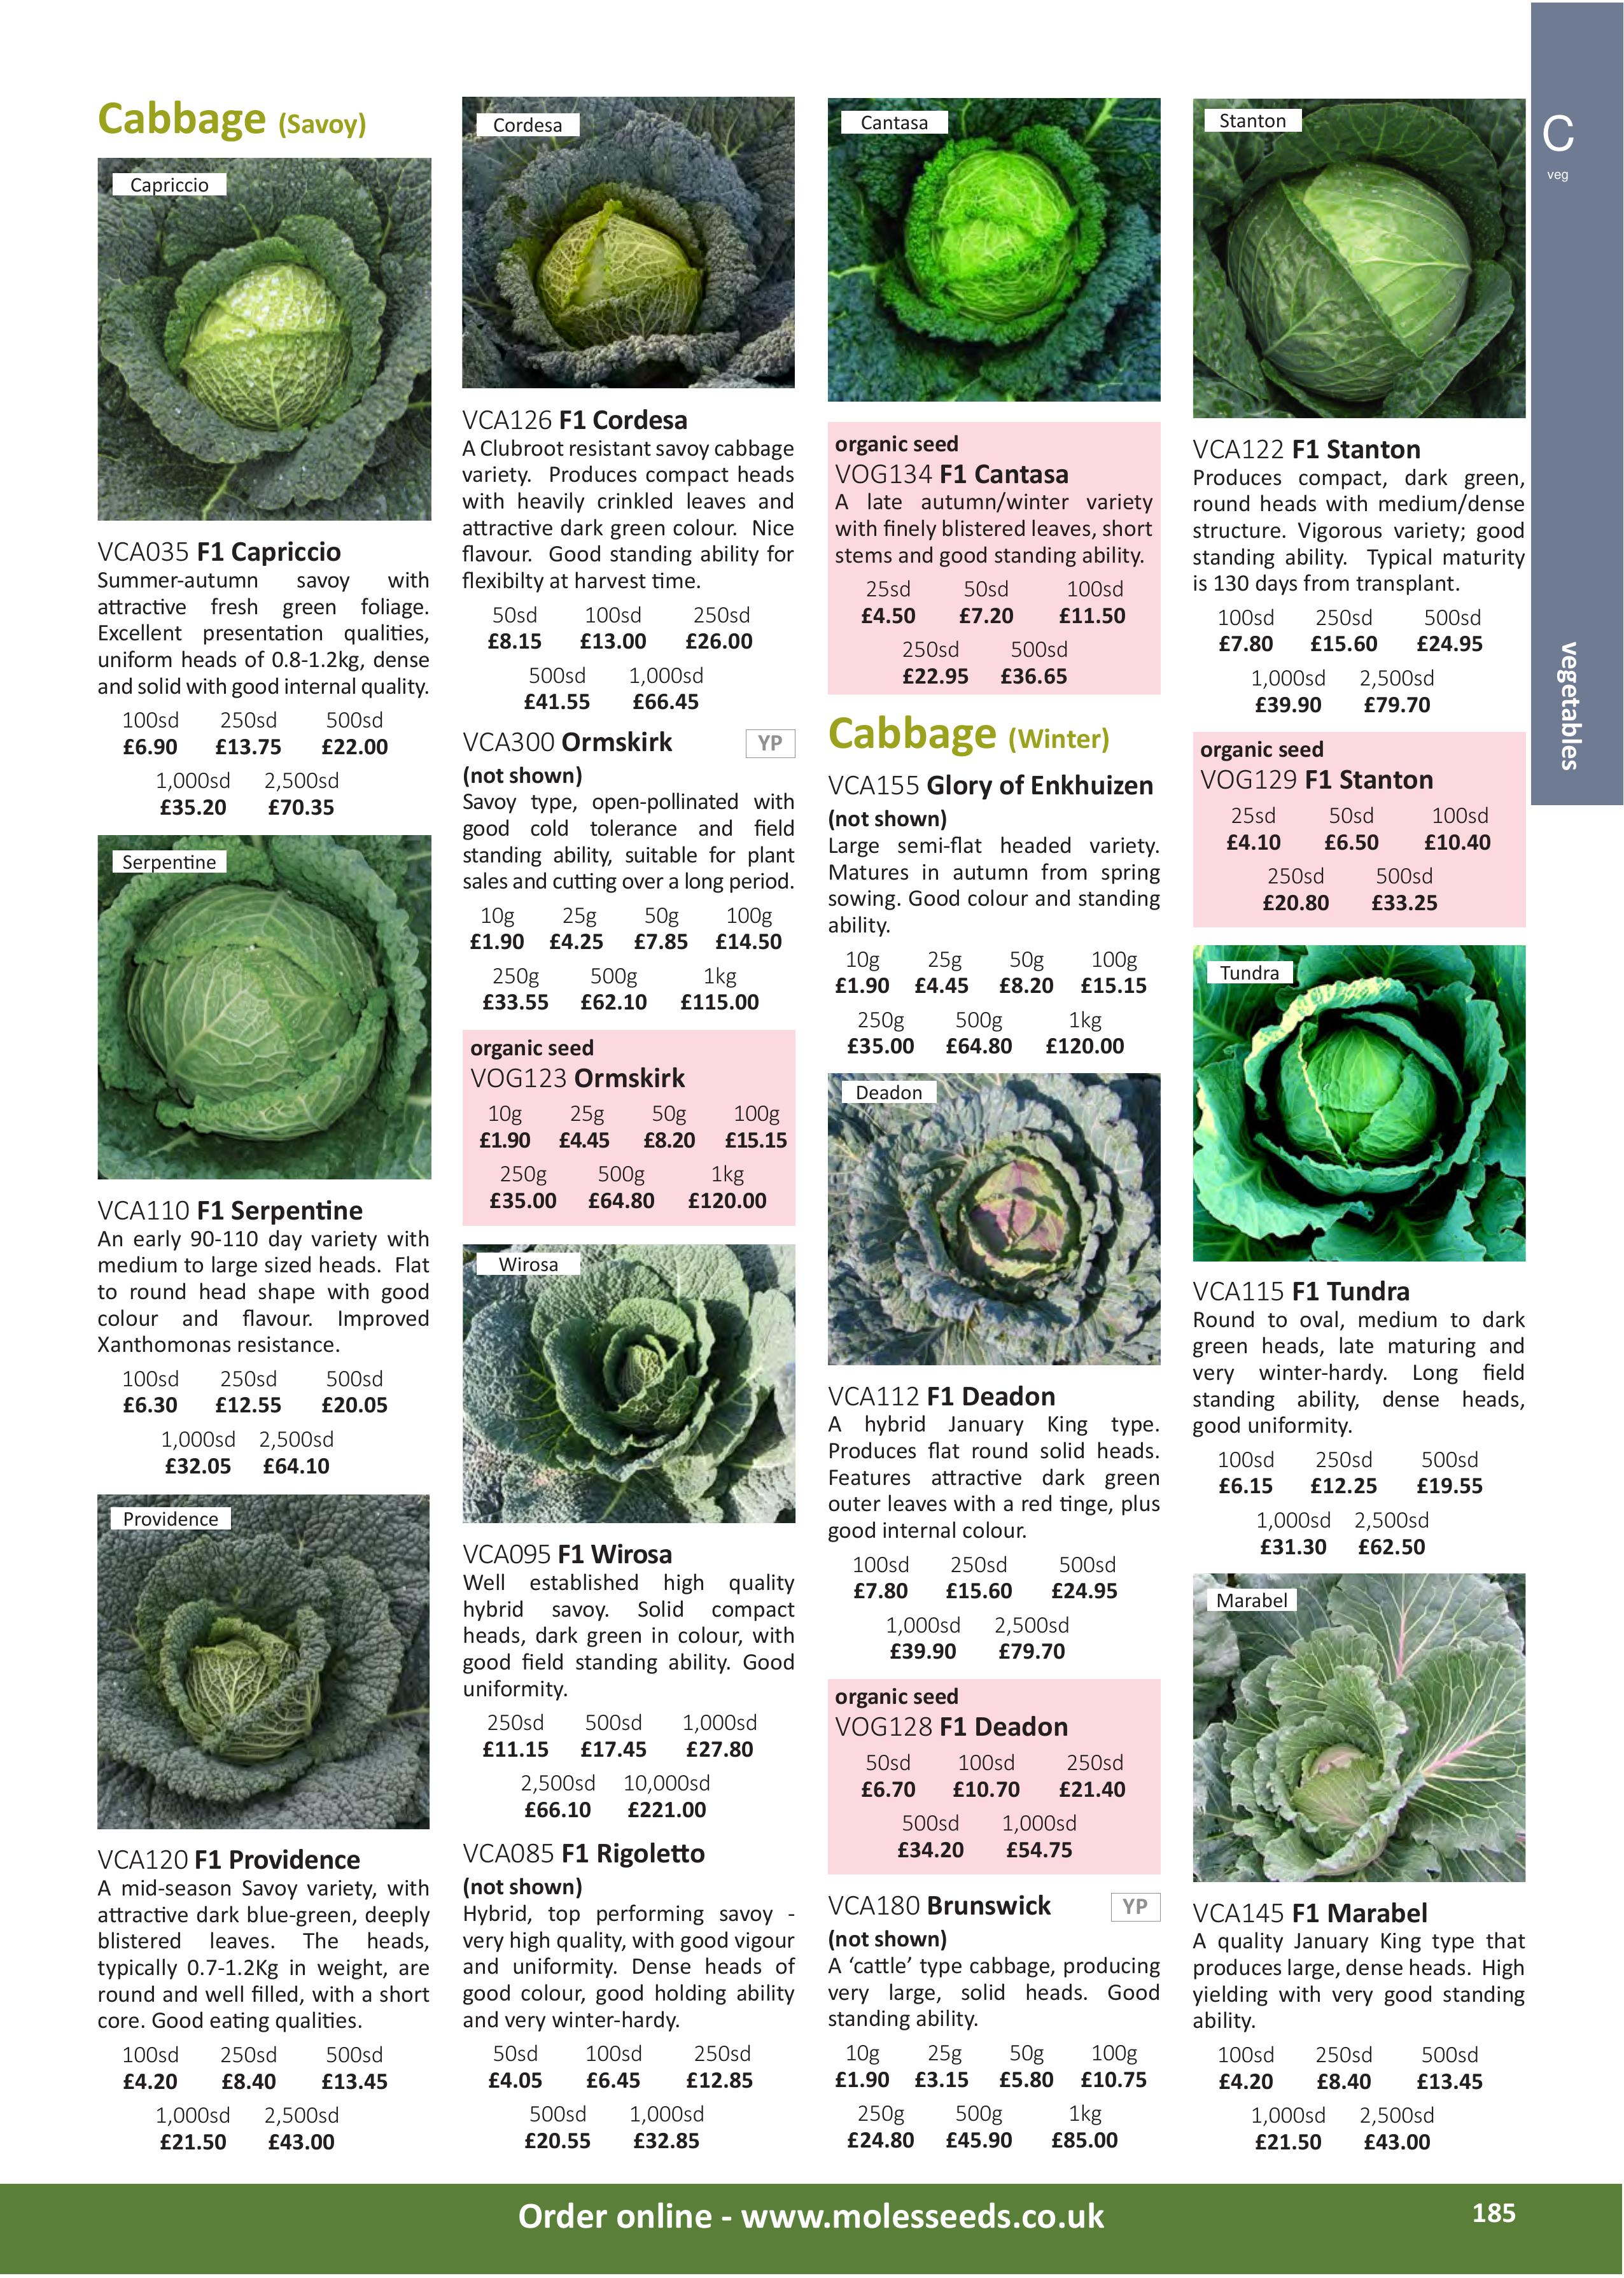 Cabbage (Savoy)
Capriccio
VCA035 F1 Capriccio
Summer-autumn savoy with
attractive fresh green foliage.
Excellent presentation qualities,
uniform heads of 0.8-1.2kg, dense
and solid with good internal quality.
100sd 250sd 500sd
£6.90 £13.75 £22.00
1,000sd 2,500sd
£35.20 £70.35
Serpentine
VCA110 F1 Serpentine
An early 90-110 day variety with
medium to large sized heads. Flat
to round head shape with good
colour and flavour. Improved
Xanthomonas resistance.
100sd 250sd 500sd
£6.30 £12.55 £20.05
1,000sd 2,500sd
£32.05 £64.10
Providence
VCA120 F1 Providence
A mid-season Savoy variety, with
attractive dark blue-green, deeply
blistered leaves. The heads,
typically 0.7-1.2Kg in weight, are
round and well filled, with a short
core. Good eating qualities.
100sd 250sd 500sd
£4.20 £8.40 £13.45
1,000sd 2,500sd
£21.50 £43.00
Cordesa
VCA126 F1 Cordesa
A Clubroot resistant savoy cabbage
variety. Produces compact heads
with heavily crinkled leaves and
attractive dark green colour. Nice
flavour. Good standing ability for
flexibilty at harvest time.
50sd 100sd 250sd
£8.15 £13.00 £26.00
500sd 1,000sd
£41.55 £66.45
VCA300 Ormskirk YP
(not shown)
Savoy type, open-pollinated with
good cold tolerance and field
standing ability, suitable for plant
sales and cutting over a long period.
10g 25g 50g 100g
£1.90 £4.25 £7.85 £14.50
250g 500g 1kg
£33.55 £62.10 £115.00
organic seed
VOG123 Ormskirk
10g 25g 50g 100g
£1.90 £4.45 £8.20 £15.15
250g 500g 1kg
£35.00 £64.80 £120.00
Wirosa
VCA095 F1 Wirosa
Well established high quality
hybrid savoy. Solid compact
heads, dark green in colour, with
good field standing ability. Good
uniformity.
250sd 500sd 1,000sd
£11.15 £17.45 £27.80
2,500sd 10,000sd
£66.10 £221.00
VCA085 F1 Rigoletto
(not shown)
Hybrid, top performing savoy -
very high quality, with good vigour
and uniformity. Dense heads of
good colour, good holding ability
and very winter-hardy.
50sd 100sd 250sd
£4.05 £6.45 £12.85
500sd 1,000sd
£20.55 £32.85
Cantasa
organic seed
VOG134 F1 Cantasa
A late autumn/winter variety
with finely blistered leaves, short
stems and good standing ability.
25sd 50sd 100sd
£4.50 £7.20 £11.50
250sd 500sd
£22.95 £36.65
Cabbage (Winter)
VCA155 Glory of Enkhuizen
(not shown)
Large semi-flat headed variety.
Matures in autumn from spring
sowing. Good colour and standing
ability.
10g 25g 50g 100g
£1.90 £4.45 £8.20 £15.15
250g 500g 1kg
£35.00 £64.80 £120.00
Deadon
VCA112 F1 Deadon
A hybrid January King type.
Produces flat round solid heads.
Features attractive dark green
outer leaves with a red tinge, plus
good internal colour.
100sd 250sd 500sd
£7.80 £15.60 £24.95
1,000sd 2,500sd
£39.90 £79.70
organic seed
VOG128 F1 Deadon
50sd 100sd 250sd
£6.70 £10.70 £21.40
500sd 1,000sd
£34.20 £54.75
VCA180 Brunswick YP
(not shown)
A ‘cattle’ type cabbage, producing
very large, solid heads. Good
standing ability.
10g 25g 50g 100g
£1.90 £3.15 £5.80 £10.75
250g 500g 1kg
£24.80 £45.90 £85.00
Stanton
VCA122 F1 Stanton
Produces compact, dark green,
round heads with medium/dense
structure. Vigorous variety; good
standing ability. Typical maturity
is 130 days from transplant.
100sd 250sd 500sd
£7.80 £15.60 £24.95
1,000sd 2,500sd
£39.90 £79.70
organic seed
VOG129 F1 Stanton
25sd 50sd 100sd
£4.10 £6.50 £10.40
250sd 500sd
£20.80 £33.25
Tundra
VCA115 F1 Tundra
Round to oval, medium to dark
green heads, late maturing and
very winter-hardy. Long field
standing ability, dense heads,
good uniformity.
100sd 250sd 500sd
£6.15 £12.25 £19.55
1,000sd 2,500sd
£31.30 £62.50
Marabel
VCA145 F1 Marabel
A quality January King type that
produces large, dense heads. High
yielding with very good standing
ability.
100sd 250sd 500sd
£4.20 £8.40 £13.45
1,000sd 2,500sd
£21.50 £43.00
C
veg
vegetables
Order online - www.molesseeds.co.uk
185